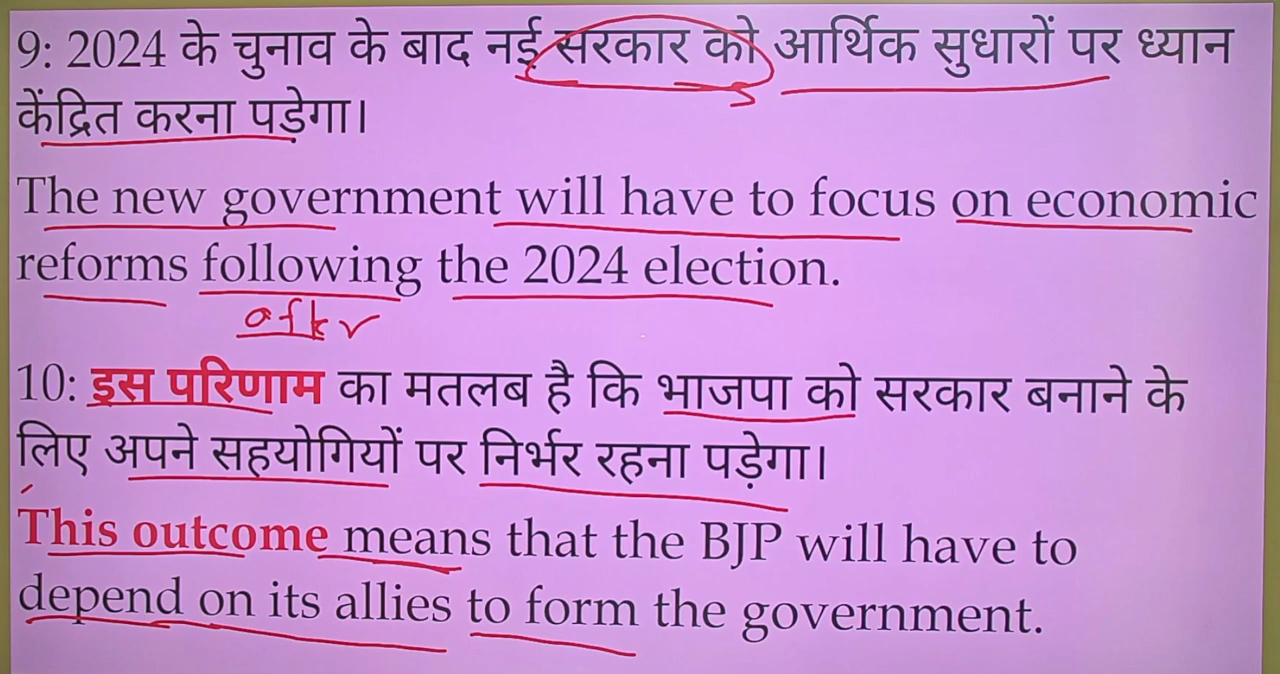 9: 2024 के चुनाव के बाद नई सरकार को आर्थिक सुधारों पर ध्यान
केंद्रित करना पड़ेगा।
The new government will have to focus on economic
reforms following the 2024 election.
after
10: इस परिणाम का मतलब है कि भाजपा को सरकार बनाने के
लिए अपने सहयोगियों पर निर्भर रहना पड़ेगा।
This outcome means that the BJP will have to
depend on its allies to form the government.